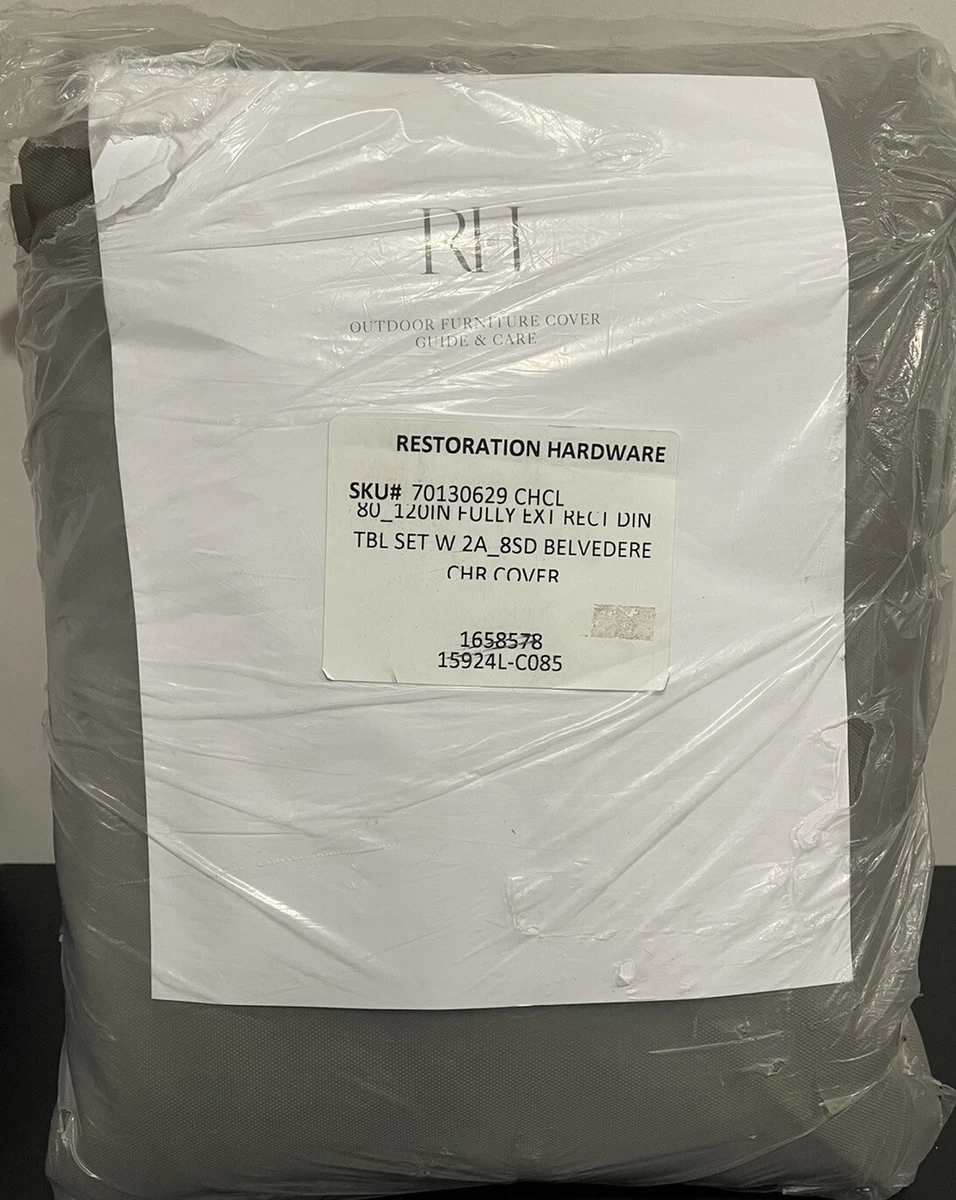 RH
OUTDOOR FURNITURE COVER
GUIDE & CARE
RESTORATION HARDWARE
SKU# 70130629 CHCL
80_120IN FULLY EXT RECT DIN
TBL SET W 2A_8SD BELVEDERE
CHR COVER
1658578
15924L-C085